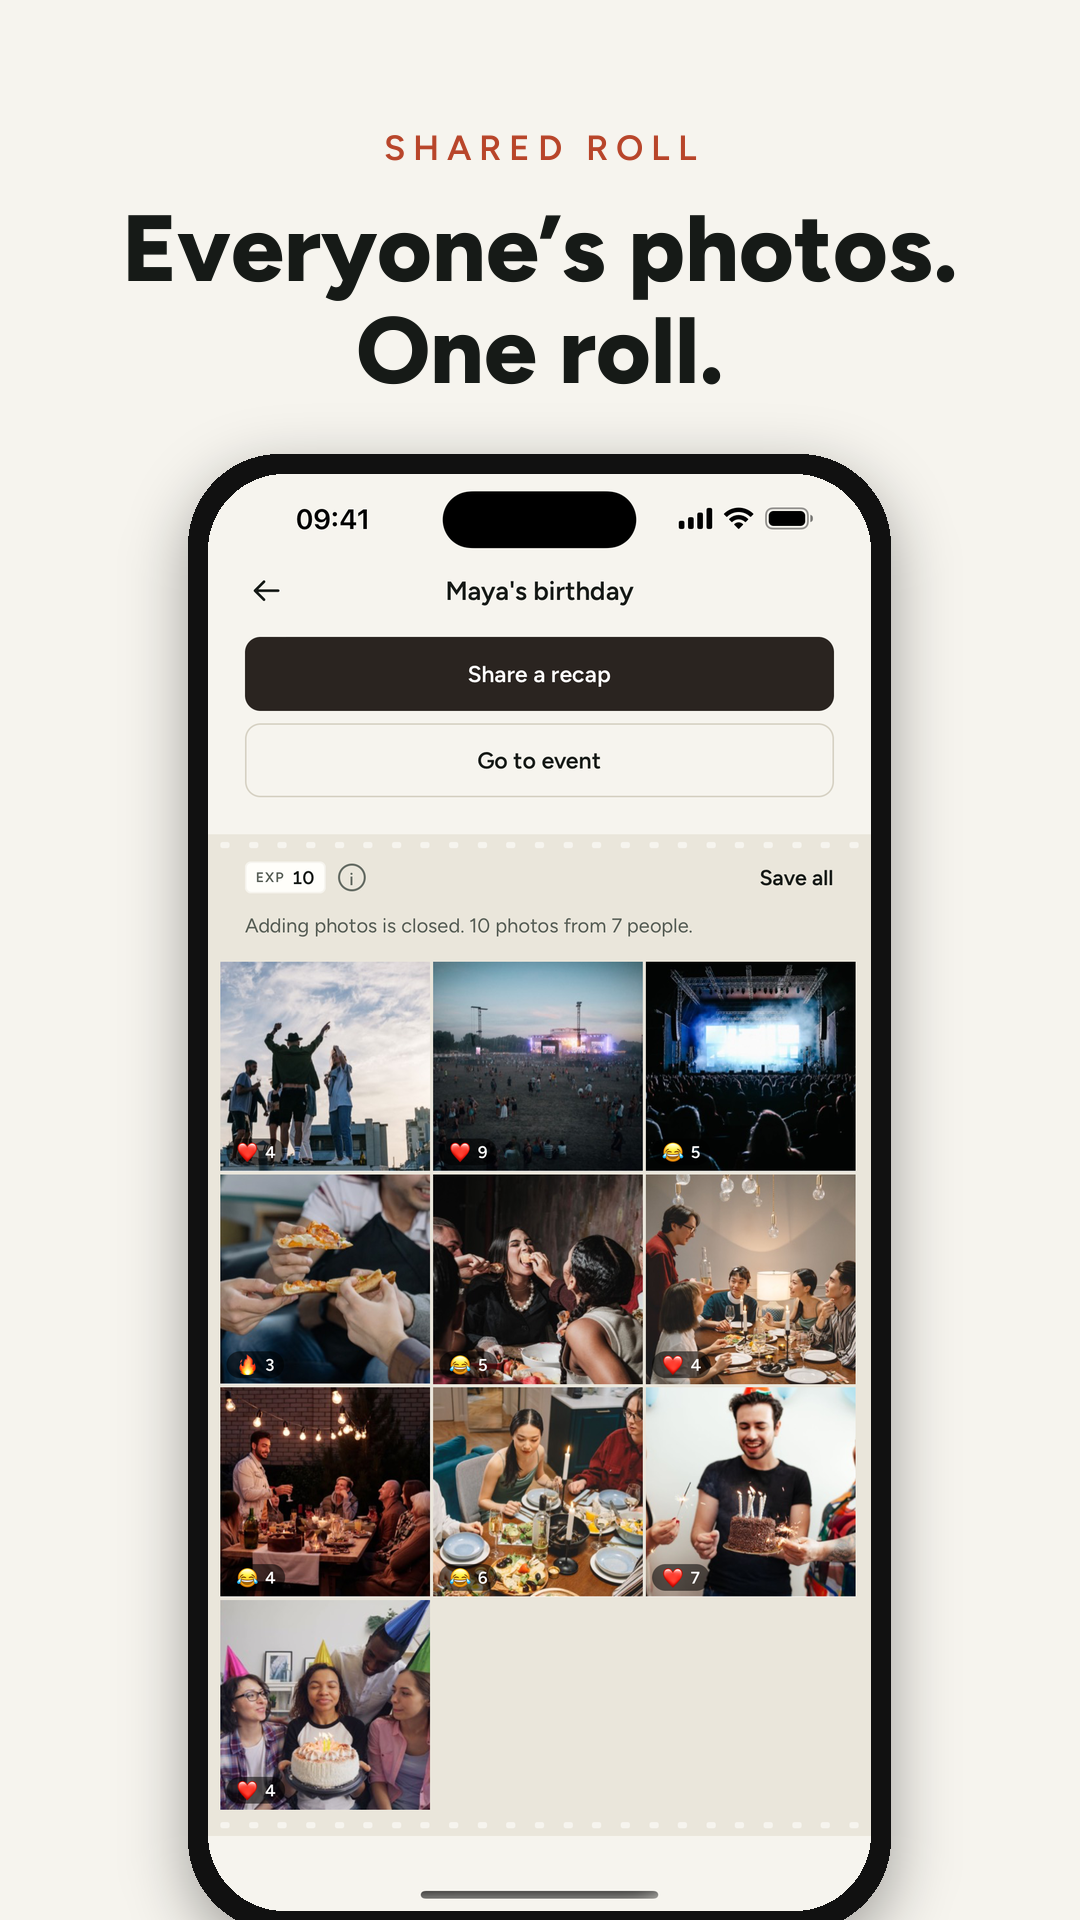 SHARED ROLL
Everyone’s photos.
One roll.
09:41
Maya's birthday
Share a recap
Go to event
EXP 10
Save all
Adding photos is closed. 10 photos from 7 people.
4
9
5
3
5
4
4
6
7
4